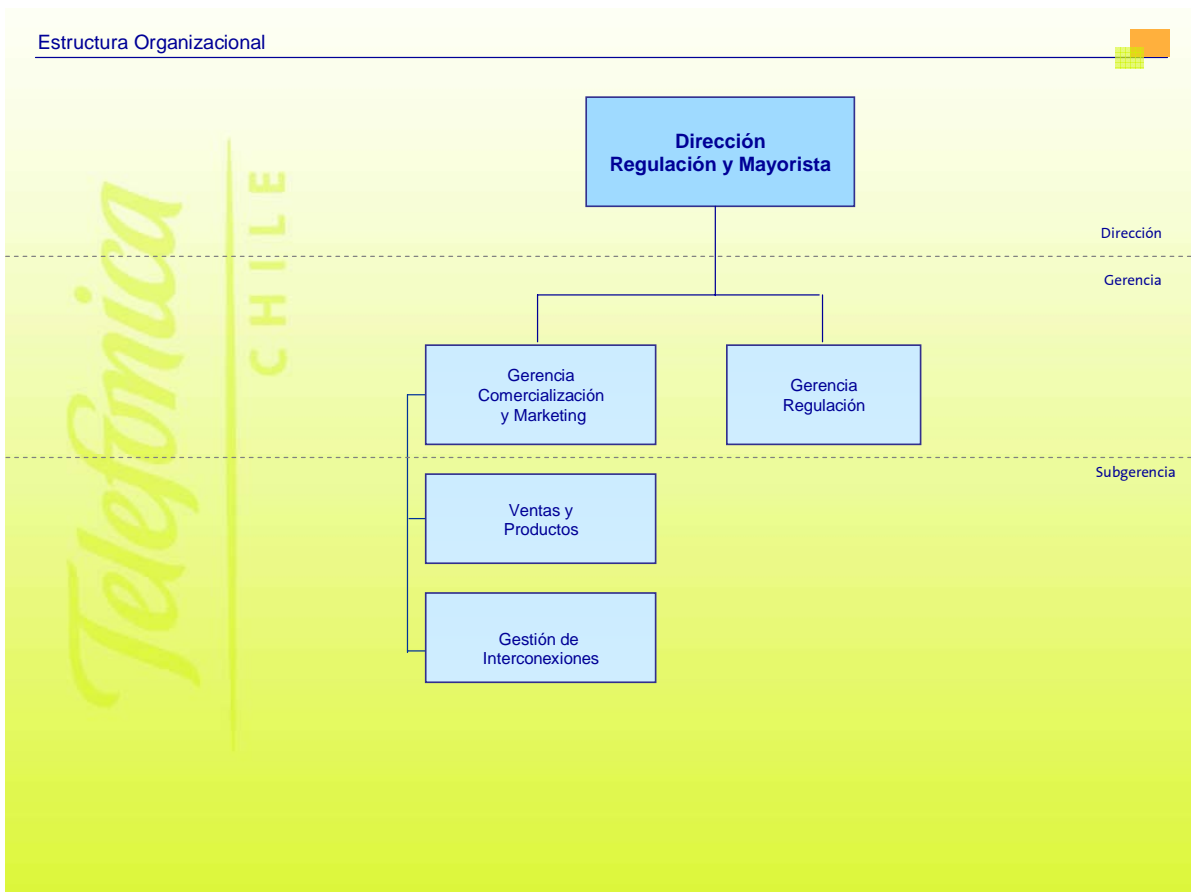 Estructura Organizacional
Telefónica
CHILE
Dirección
Regulación y Mayorista
Dirección
Gerencia
Gerencia
Comercialización
y Marketing
Gerencia
Regulación
Subgerencia
Ventas y
Productos
Gestión de
Interconexiones